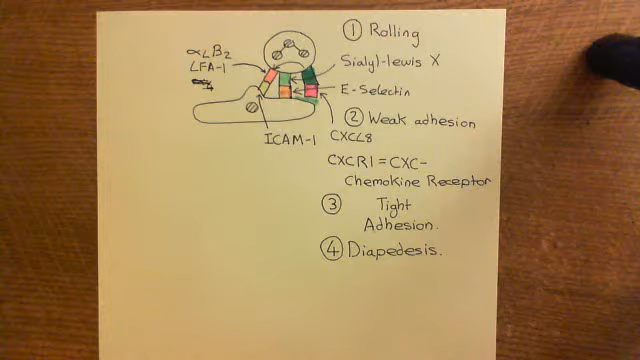 ① Rolling
αLB2
LFA-1
Sialyl-lewis X
E-Selectin
② Weak adhesion
ICAM-1
CXCL8
CXCR1 = CXC-
Chemokine Receptor
③ Tight
Adhesion.
④ Diapedesis.